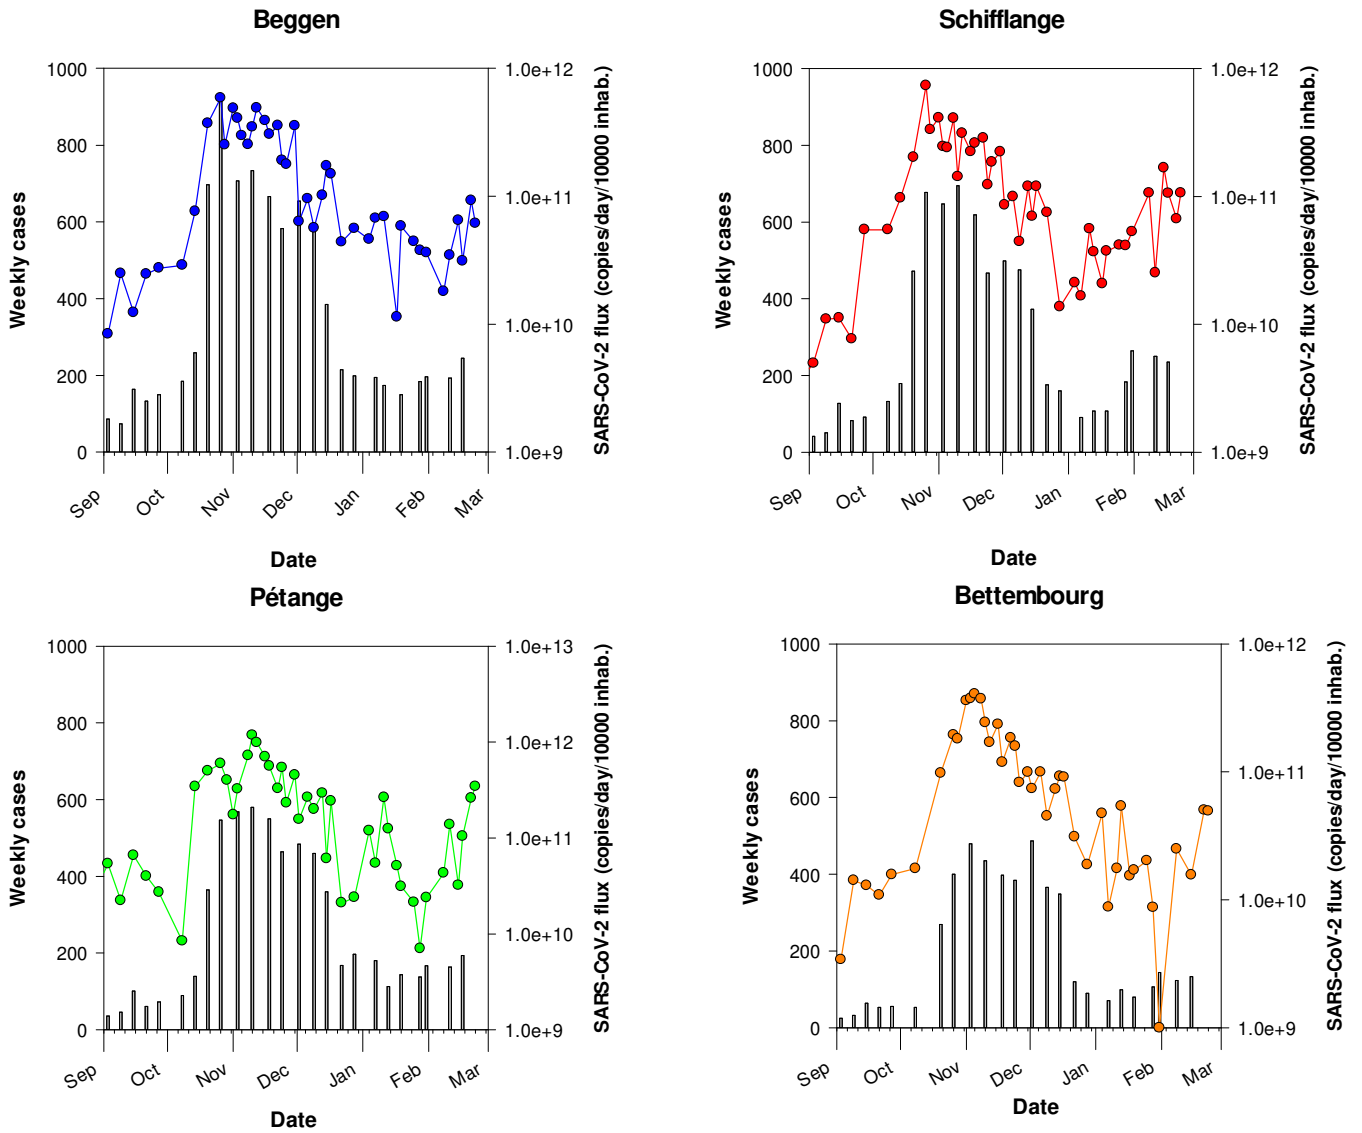 Beggen
1000
800
600
400
200
0
Weekly cases
1.0e+12
1.0e+11
1.0e+10
1.0e+9
SARS-CoV-2 flux (copies/day/10000 inhab.)
Sep Oct Nov Dec Jan Feb Mar
Date
Schifflange
1000
800
600
400
200
0
Weekly cases
1.0e+12
1.0e+11
1.0e+10
1.0e+9
SARS-CoV-2 flux (copies/day/10000 inhab.)
Sep Oct Nov Dec Jan Feb Mar
Date
Pétange
1000
800
600
400
200
0
Weekly cases
1.0e+13
1.0e+12
1.0e+11
1.0e+10
1.0e+9
SARS-CoV-2 flux (copies/day/10000 inhab.)
Sep Oct Nov Dec Jan Feb Mar
Date
Bettembourg
1000
800
600
400
200
0
Weekly cases
1.0e+12
1.0e+11
1.0e+10
1.0e+9
SARS-CoV-2 flux (copies/day/10000 inhab.)
Sep Oct Nov Dec Jan Feb Mar
Date